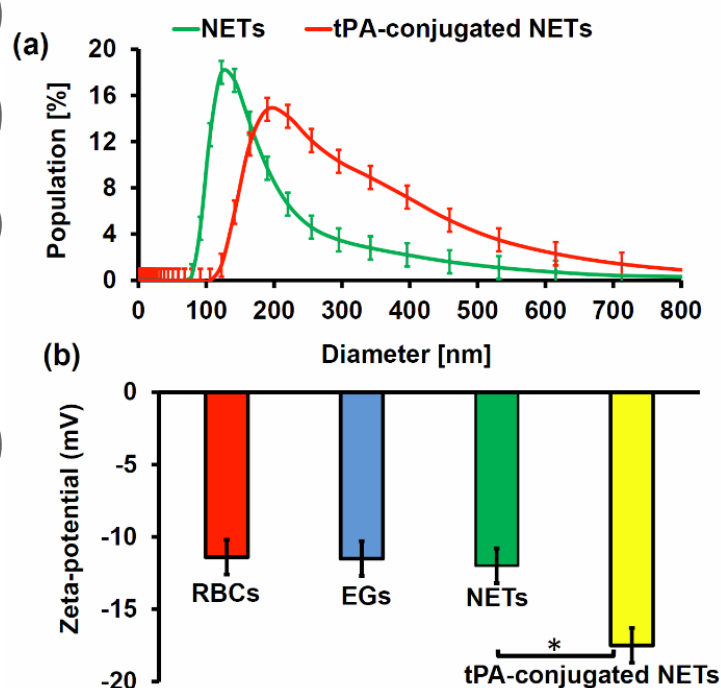 (a)
NETs tPA-conjugated NETs
Population [%]
20
16
12
8
4
0
0 100 200 300 400 500 600 700 800
Diameter [nm]
(b)
Zeta-potential (mV)
0
-5
-10
-15
-20
RBCs EGs NETs
*
tPA-conjugated NETs